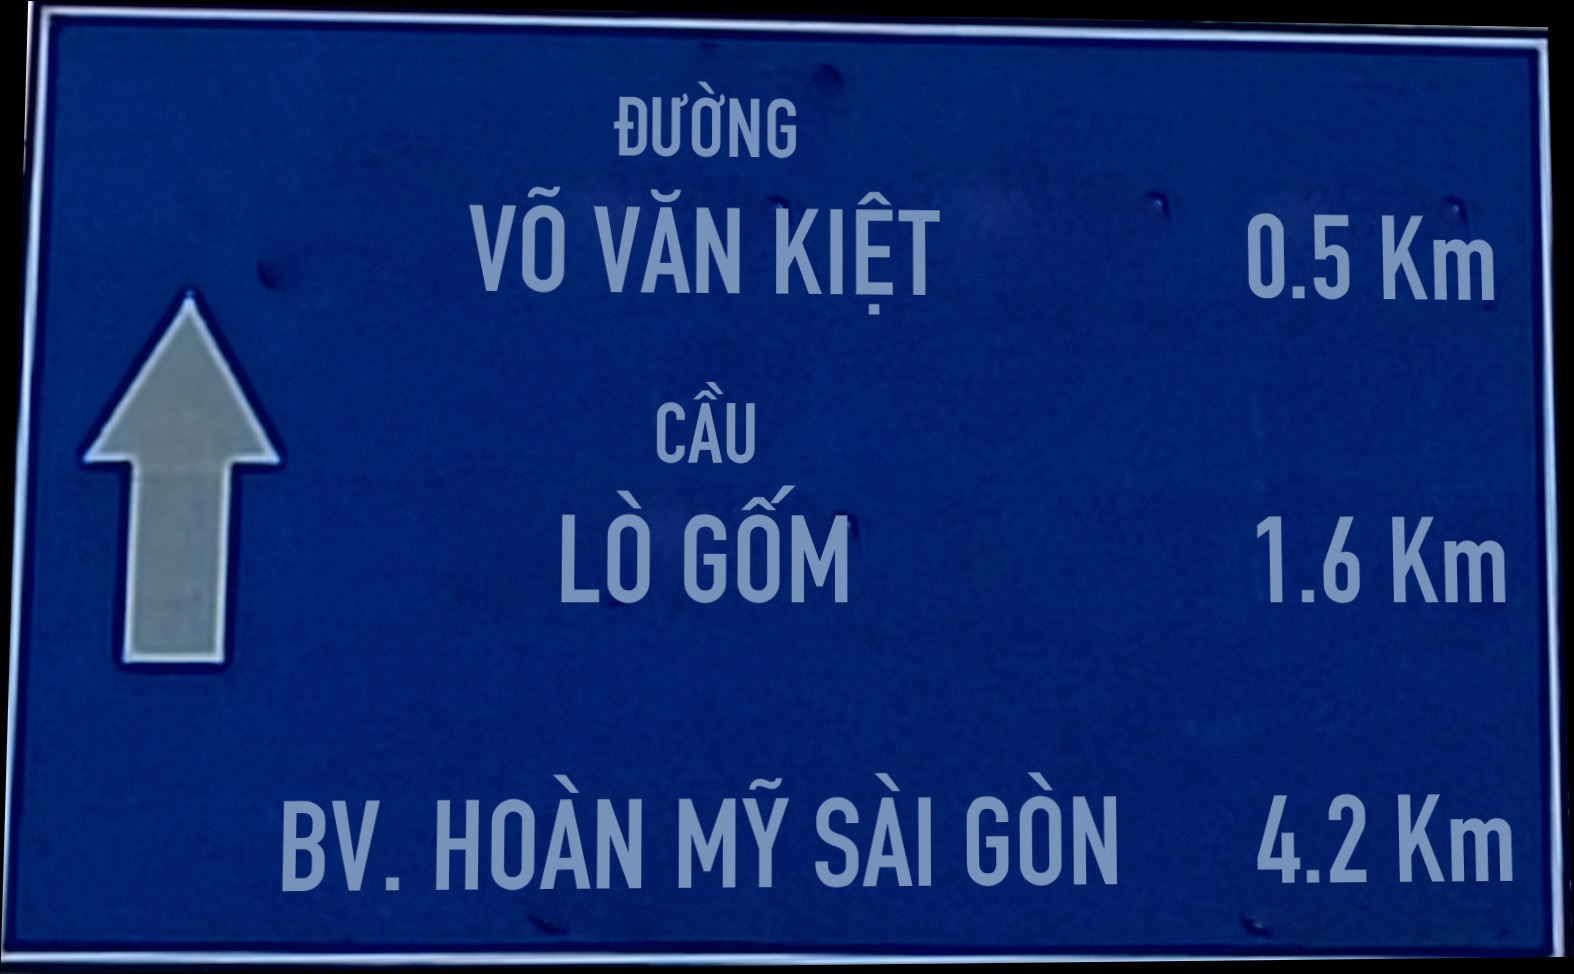 ĐƯỜNG
VÕ VĂN KIỆT 0.5 Km
CẦU
LÒ GỐM 1.6 Km
BV. HOÀN MỸ SÀI GÒN 4.2 Km